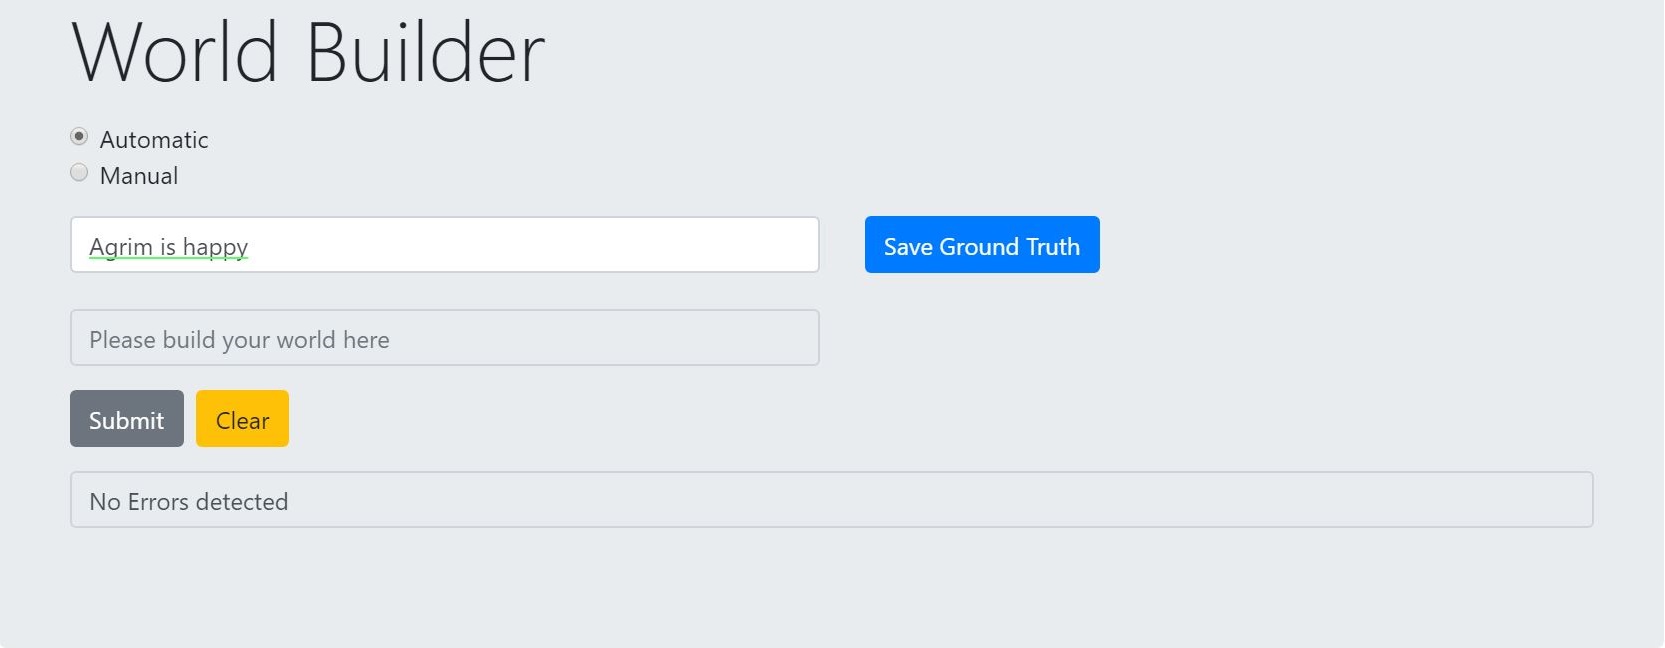 World Builder
Automatic
Manual
Agrim is happy
Save Ground Truth
Please build your world here
Submit Clear
No Errors detected